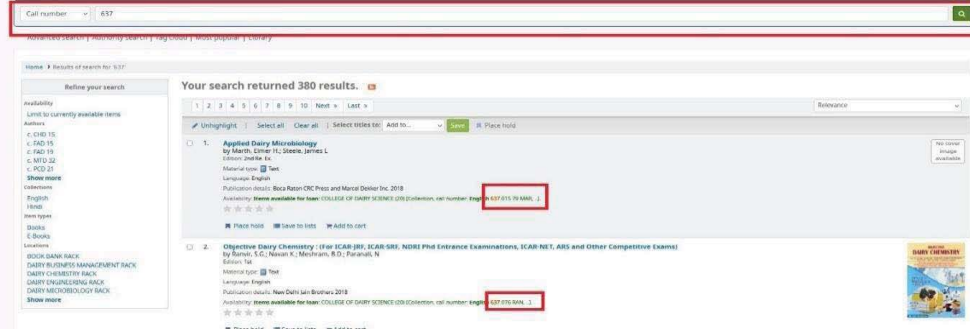 Call number 637
Advanced search | Authority search | Tag cloud | Most popular | Library
Home Results of search for '637'
Refine your search
Availability
Limit to currently available items
Authors
c, CHD 15
c, FAD 15
c, FAD 19
c, MTD 32
c, PCD 21
Show more
Collections
English
Hindi
Item types
Books
E-Books
Locations
BOOK BANK RACK
DAIRY BUSINESS MANAGEMENT RACK
DAIRY CHEMISTRY RACK
DAIRY ENGINEERING RACK
DAIRY MICROBIOLOGY RACK
Show more
Your search returned 380 results.
1 2 3 4 5 6 7 8 9 10 Next » Last »
Relevance
Unhighlight | Select all Clear all | Select titles to: Add to... Save Place hold
1. Applied Dairy Microbiology
by Marth, Elmer H.; Steele, James L
Edition: 2nd Re. Ex.
Material type: Text
Language: English
Publication details: Boca Raton CRC Press and Marcel Dekker Inc. 2018
Availability: Items available for loan: COLLEGE OF DAIRY SCIENCE (20) [Collection, call number: English 637.015 79 MAR, ..].
Place hold Save to lists Add to cart
No cover image available
2. Objective Dairy Chemistry : (For ICAR-JRF, ICAR-SRF, NDRI Phd Entrance Examinations, ICAR-NET, ARS and Other Competitive Exams)
by Ranvir, S.G.; Navan K.; Meshram, B.D.; Paranali, N
Edition: 1st
Material type: Text
Language: English
Publication details: New Delhi Jain Brothers 2018
Availability: Items available for loan: COLLEGE OF DAIRY SCIENCE (20) [Collection, call number: English 637.076 RAN, ..].
Place hold Save to lists Add to cart
DAIRY CHEMISTRY